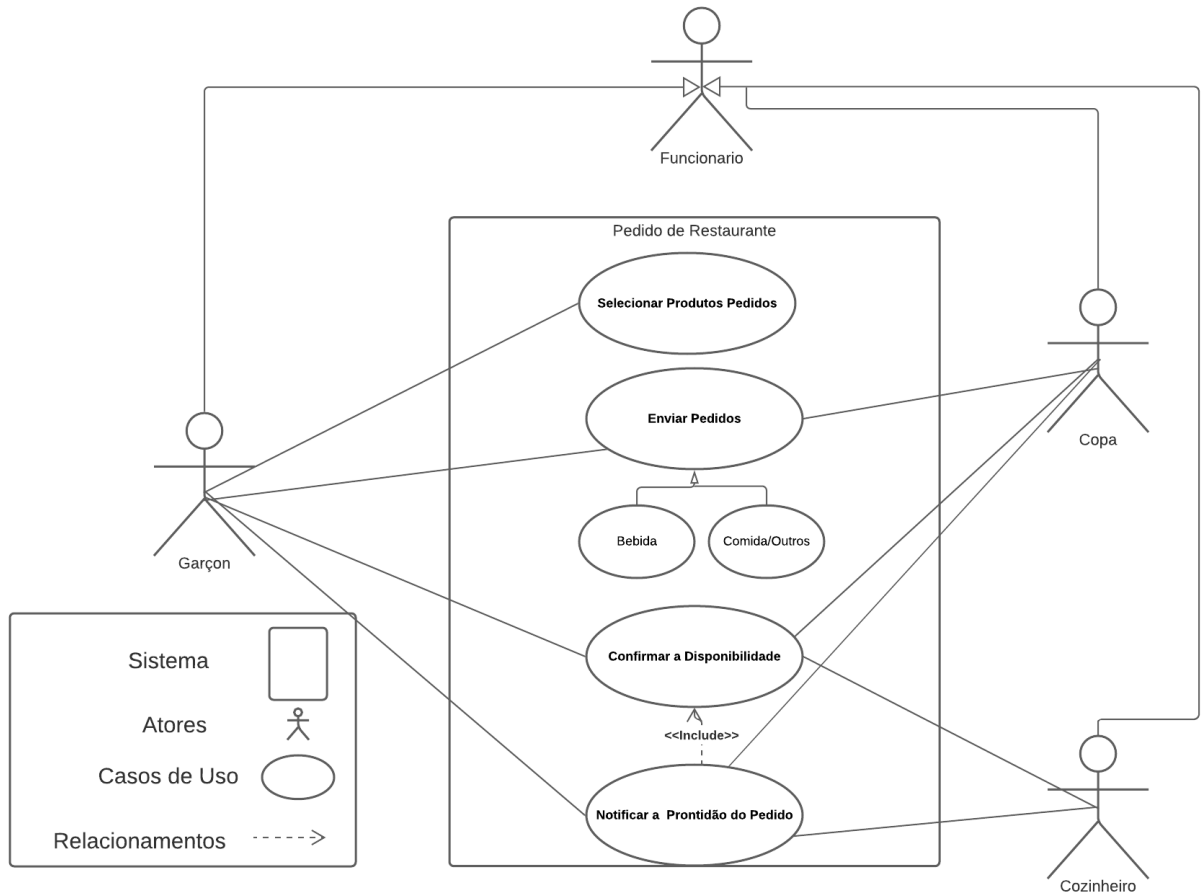 Funcionario
Pedido de Restaurante
Selecionar Produtos Pedidos
Enviar Pedidos
Copa
Bebida
Comida/Outros
Garçon
Confirmar a Disponibilidade
Sistema
Atores
<<Include>>
Casos de Uso
Notificar a Prontidão do Pedido
Relacionamentos
Cozinheiro